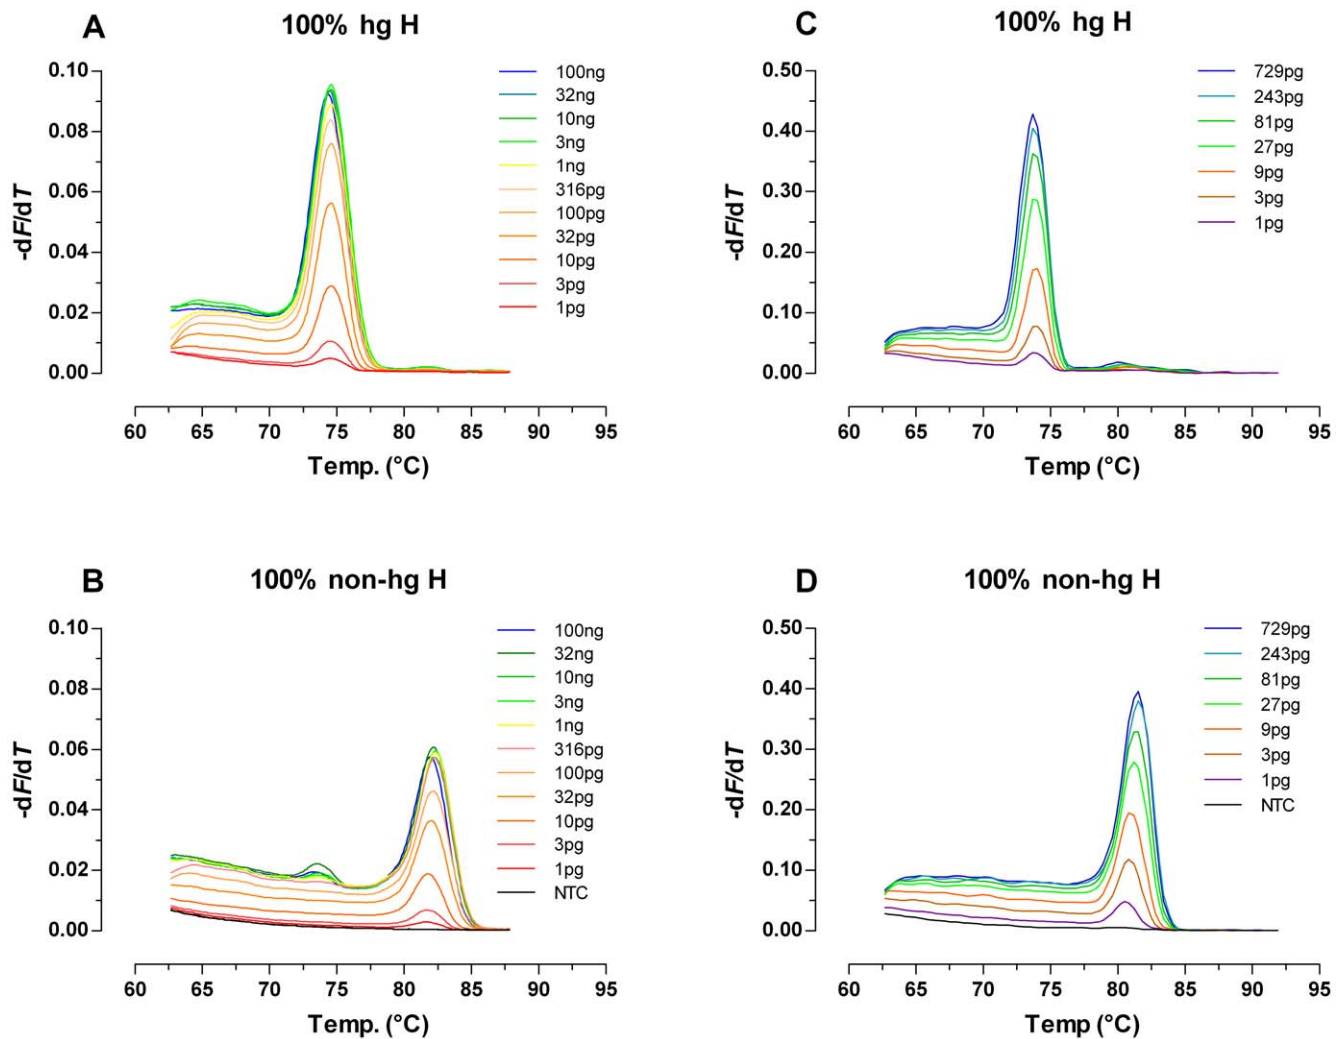 A
100% hg H
-dF/dT
0.10
0.08
0.06
0.04
0.02
0.00
60 65 70 75 80 85 90 95
Temp. (°C)
100ng
32ng
10ng
3ng
1ng
316pg
100pg
32pg
10pg
3pg
1pg
C
100% hg H
-dF/dT
0.50
0.40
0.30
0.20
0.10
0.00
60 65 70 75 80 85 90 95
Temp (°C)
729pg
243pg
81pg
27pg
9pg
3pg
1pg
B
100% non-hg H
-dF/dT
0.10
0.08
0.06
0.04
0.02
0.00
60 65 70 75 80 85 90 95
Temp. (°C)
100ng
32ng
10ng
3ng
1ng
316pg
100pg
32pg
10pg
3pg
1pg
NTC
D
100% non-hg H
-dF/dT
0.50
0.40
0.30
0.20
0.10
0.00
60 65 70 75 80 85 90 95
Temp (°C)
729pg
243pg
81pg
27pg
9pg
3pg
1pg
NTC